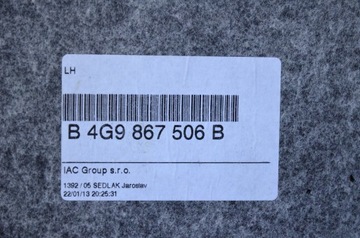 LH
B 4G9 867 506 B
IAC Group s.r.o.
1392 / 05 SEDLAK Jaroslav
22/01/13 20:25:31